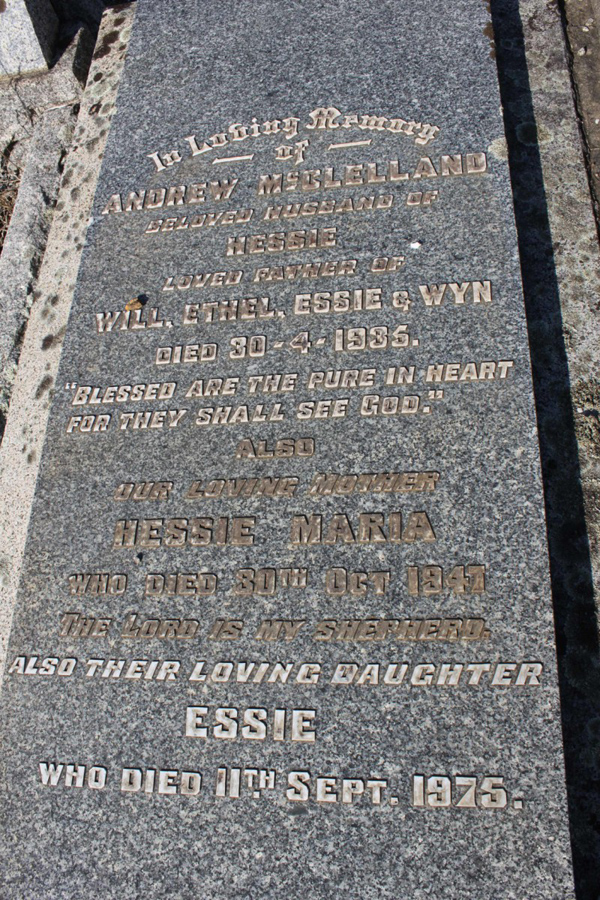 In Loving Memory
of
ANDREW McCLELLAND
BELOVED HUSBAND OF
HESSIE
LOVED FATHER OF
WILL, ETHEL, ESSIE & WYN
DIED 30-4-1935.
"BLESSED ARE THE PURE IN HEART
FOR THEY SHALL SEE GOD."
ALSO
OUR LOVING MOTHER
HESSIE MARIA
WHO DIED 30TH OCT 1941
THE LORD IS MY SHEPHERD.
ALSO THEIR LOVING DAUGHTER
ESSIE
WHO DIED 11TH SEPT. 1975.